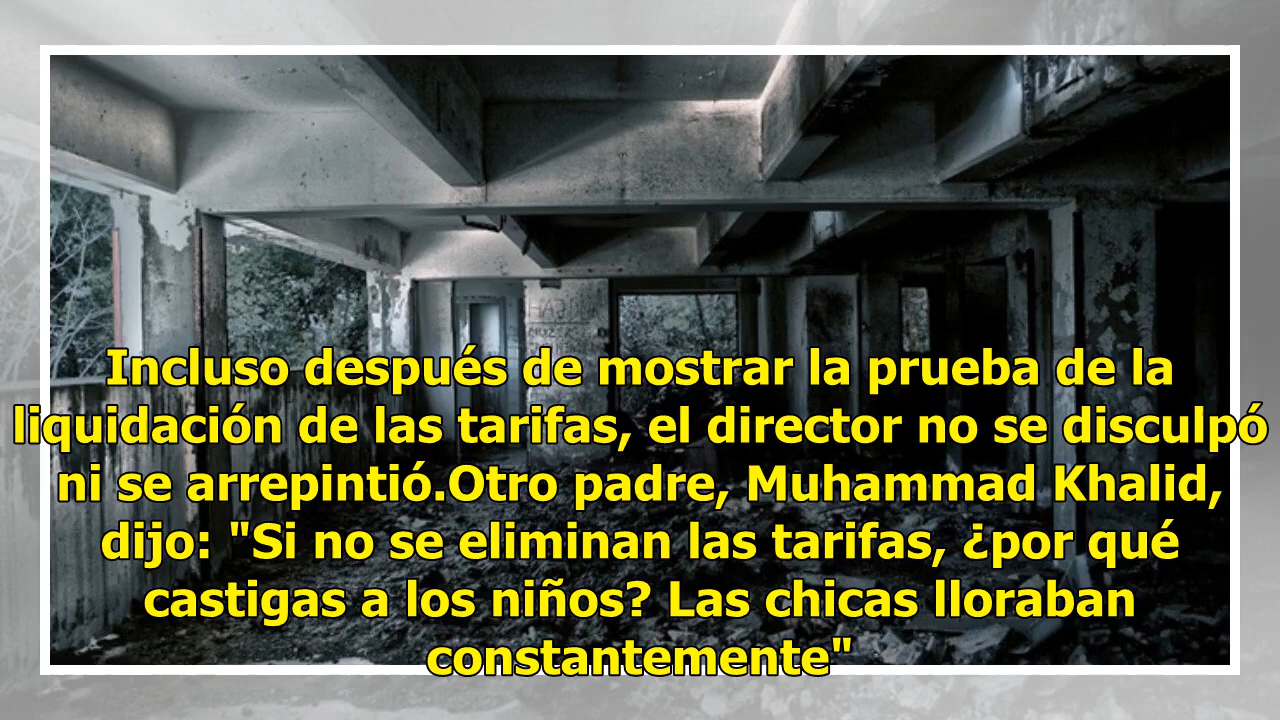 Incluso después de mostrar la prueba de la
liquidación de las tarifas, el director no se disculpó
ni se arrepintió.Otro padre, Muhammad Khalid,
dijo: "Si no se eliminan las tarifas, ¿por qué
castigas a los niños? Las chicas lloraban
constantemente"